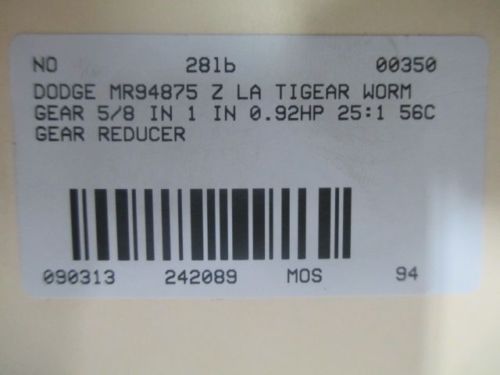 NO 28lb 00350
DODGE MR94875 Z LA TIGEAR WORM
GEAR 5/8 IN 1 IN 0.92HP 25:1 56C
GEAR REDUCER
090313 242089 MOS 94